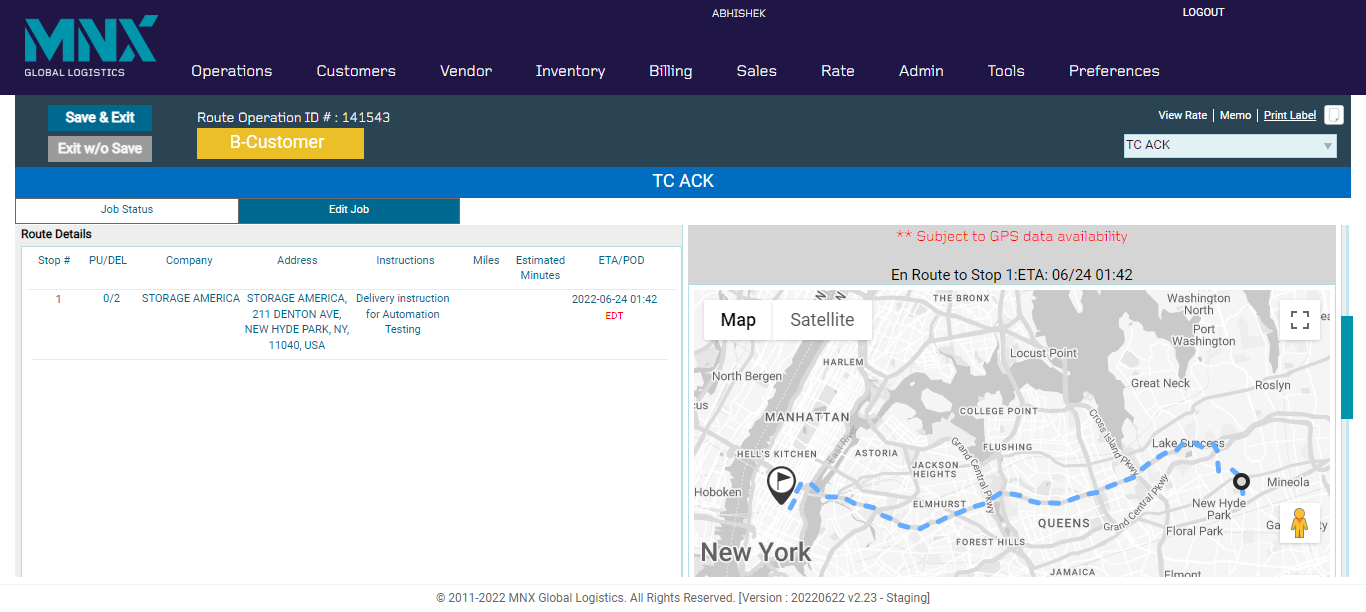 ABHISHEK
LOGOUT
MNX
GLOBAL LOGISTICS
Operations Customers Vendor Inventory Billing Sales Rate Admin Tools Preferences
Save & Exit
Exit w/o Save
Route Operation ID # : 141543
B-Customer
View Rate | Memo | Print Label
TC ACK
TC ACK
Job Status
Edit Job
Route Details
Stop # PU/DEL Company Address Instructions Miles Estimated ETA/POD
Minutes
1 0/2 STORAGE AMERICA STORAGE AMERICA, Delivery instruction 2022-06-24 01:42
211 DENTON AVE, for Automation EDT
NEW HYDE PARK, NY, Testing
11040, USA
** Subject to GPS data availability
En Route to Stop 1:ETA: 06/24 01:42
Map
Satellite
THE BRONX
Washington
North
Port
Washington
HARLEM
Locust Point
North Bergen
Great Neck
Roslyn
cus
MANHATTAN
COLLEGE POINT
Cross Island Pkwy
HELL'S KITCHEN
East River
ASTORIA
Grand Central Pkwy
FLUSHING
Lake Success
JACKSON
HEIGHTS
Hoboken
ELMHURST
Grand Central Pkwy
Mineola
New Hyde
Park
QUEENS
Floral Park
Ga
ty
FOREST HILLS
New York
JAMAICA
Elmont
© 2011-2022 MNX Global Logistics. All Rights Reserved. [Version : 20220622 v2.23 - Staging]